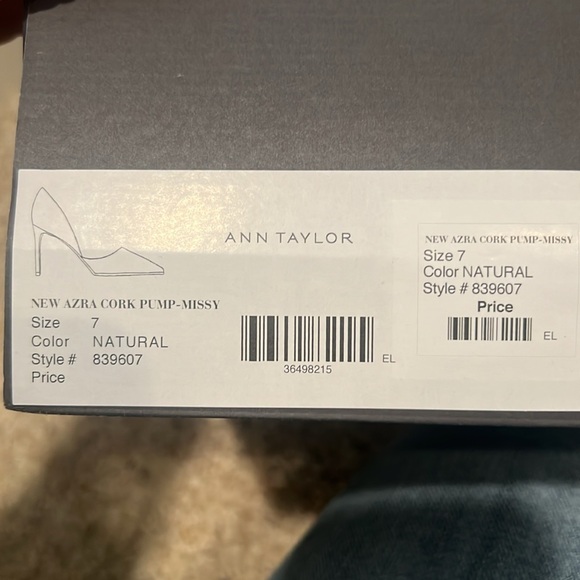 ANN TAYLOR
NEW AZRA CORK PUMP-MISSY
Size 7
Color NATURAL
Style # 839607
Price
36498215
EL
NEW AZRA CORK PUMP-MISSY
Size 7
Color NATURAL
Style # 839607
Price
EL